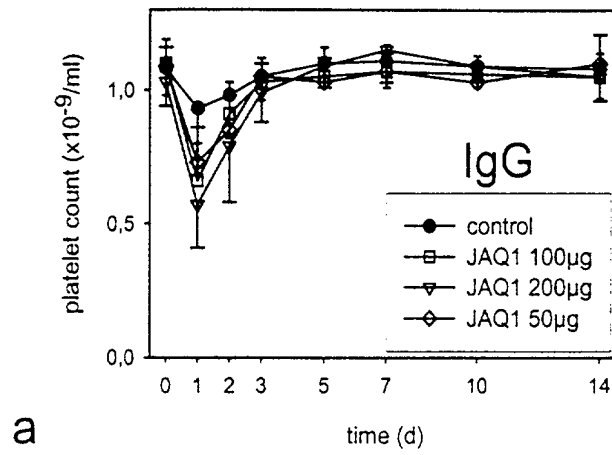 platelet count (x10⁻⁹/ml)
1,0
0,5
0,0
IgG
control
JAQ1 100µg
JAQ1 200µg
JAQ1 50µg
0 1 2 3 5 7 10 14
time (d)
a